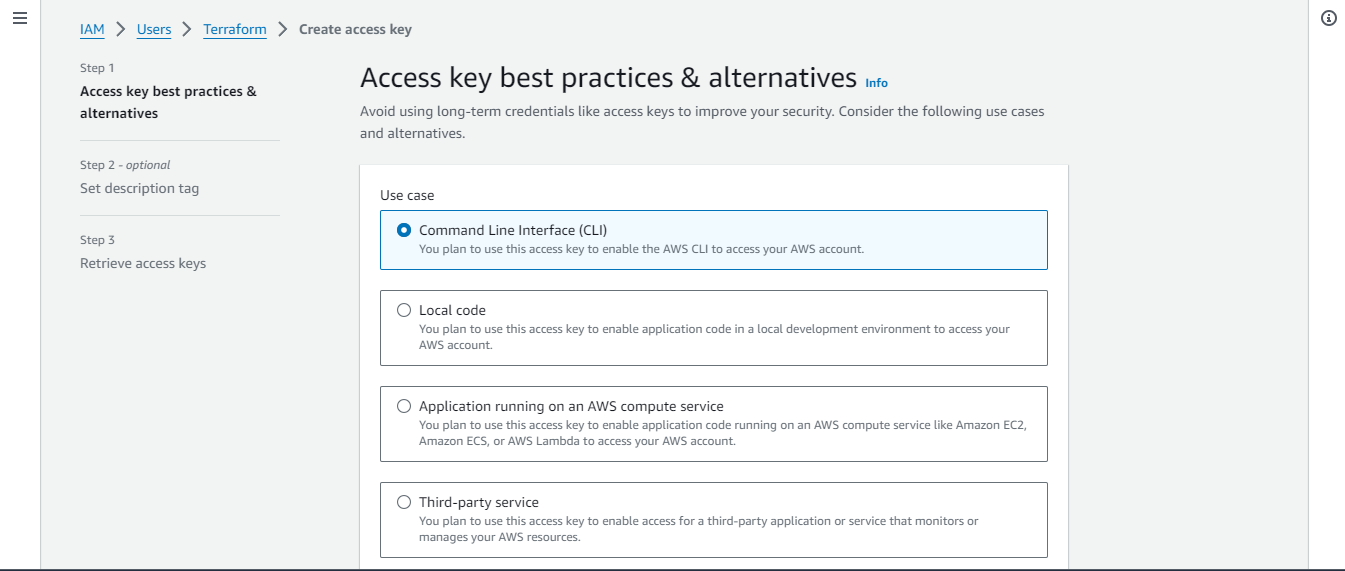 IAM > Users > Terraform > Create access key
Step 1
Access key best practices &
alternatives
Step 2 - optional
Set description tag
Step 3
Retrieve access keys
Access key best practices & alternatives Info
Avoid using long-term credentials like access keys to improve your security. Consider the following use cases
and alternatives.
Use case
Command Line Interface (CLI)
You plan to use this access key to enable the AWS CLI to access your AWS account.
Local code
You plan to use this access key to enable application code in a local development environment to access your
AWS account.
Application running on an AWS compute service
You plan to use this access key to enable application code running on an AWS compute service like Amazon EC2,
Amazon ECS, or AWS Lambda to access your AWS account.
Third-party service
You plan to use this access key to enable access for a third-party application or service that monitors or
manages your AWS resources.